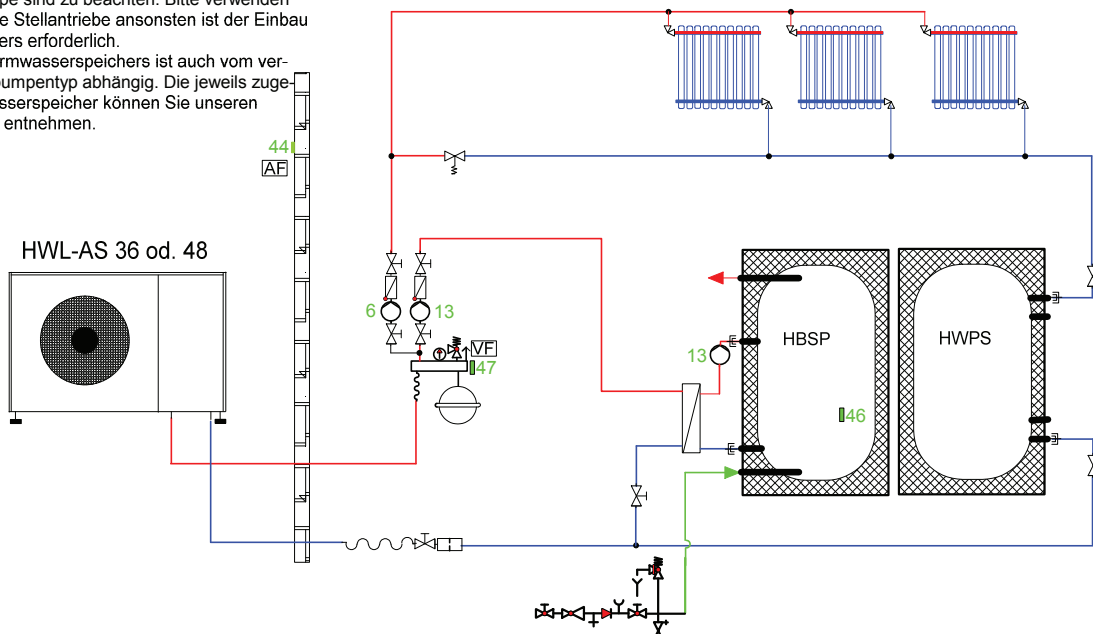 pe sind zu beachten. Bitte verwenden
e Stellantriebe ansonsten ist der Einbau
ers erforderlich.
rmwasserspeichers ist auch vom ver-
pumpentyp abhängig. Die jeweils zuge-
sserspeicher können Sie unseren
entnehmen.
44
AF
HWL-AS 36 od. 48
6
13
VF
47
13
HBSP
HWPS
46